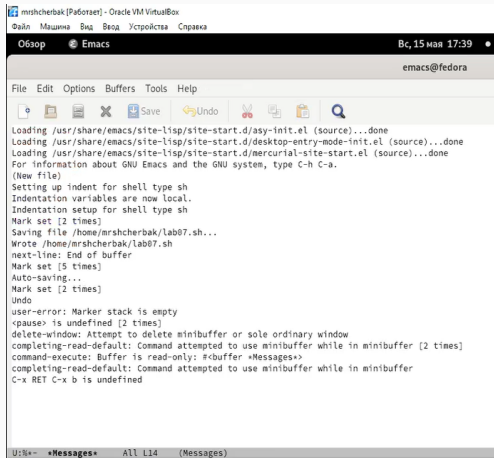 mrshcherbak [Работает] - Oracle VM VirtualBox
Файл Машина Вид Ввод Устройства Справка
Обзор Emacs Вс, 15 мая 17:39
emacs@fedora
File Edit Options Buffers Tools Help
Save Undo
Loading /usr/share/emacs/site-lisp/site-start.d/asy-init.el (source)...done
Loading /usr/share/emacs/site-lisp/site-start.d/desktop-entry-mode-init.el (source)...done
Loading /usr/share/emacs/site-lisp/site-start.d/mercurial-site-start.el (source)...done
For information about GNU Emacs and the GNU system, type C-h C-a.
(New file)
Setting up indent for shell type sh
Indentation variables are now local.
Indentation setup for shell type sh
Mark set [2 times]
Saving file /home/mrshcherbak/lab07.sh...
Wrote /home/mrshcherbak/lab07.sh
next-line: End of buffer
Mark set [5 times]
Auto-saving...
Mark set [2 times]
Undo
user-error: Marker stack is empty
<pause> is undefined [2 times]
delete-window: Attempt to delete minibuffer or sole ordinary window
completing-read-default: Command attempted to use minibuffer while in minibuffer [2 times]
command-execute: Buffer is read-only: #<buffer *Messages*>
completing-read-default: Command attempted to use minibuffer while in minibuffer
C-x RET C-x b is undefined
U:%*- *Messages* All L14 (Messages)